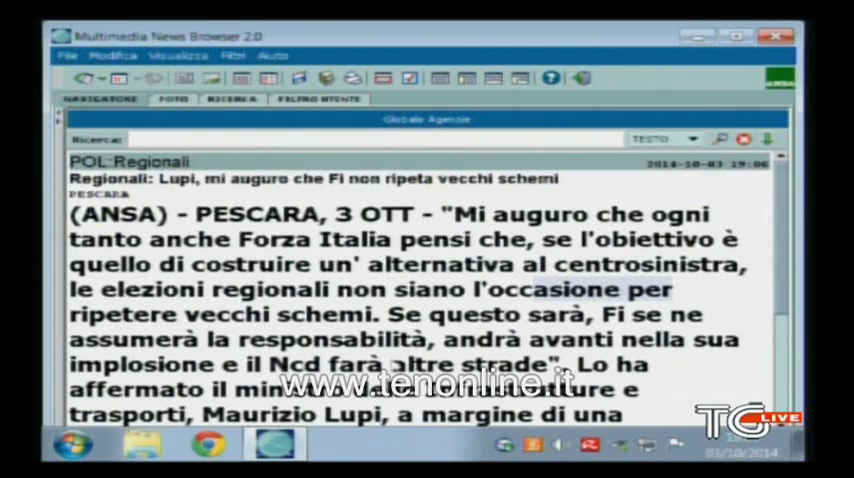 Multimedia News Browser 2.0
File Modifica Visualizza Filtri Aiuto
NAVIGATORE FOTO RICERCA FILTRO UTENTE
Globale Agenzie
Ricerca: TESTO
POL:Regionali 2014-10-03 19:06
Regionali: Lupi, mi auguro che Fi non ripeta vecchi schemi
PESCARA
(ANSA) - PESCARA, 3 OTT - "Mi auguro che ogni
tanto anche Forza Italia pensi che, se l'obiettivo è
quello di costruire un' alternativa al centrosinistra,
le elezioni regionali non siano l'occasione per
ripetere vecchi schemi. Se questo sarà, Fi se ne
assumerà la responsabilità, andrà avanti nella sua
implosione e il Ncd farà altre strade". Lo ha
www.tenonline.it
affermato il e
trasporti, Maurizio Lupi, a margine di una
TG LIVE
03/10/2014